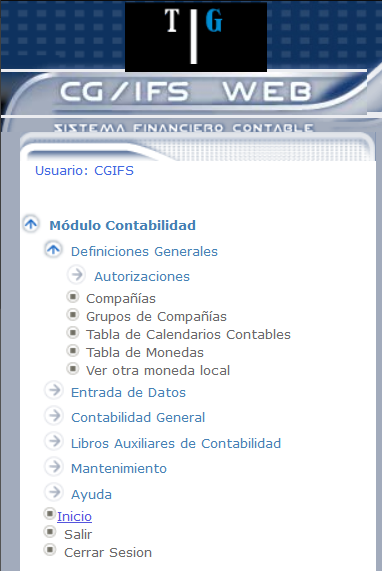 T G
CG/IFS WEB
SISTEMA FINANCIERO CONTABLE
Usuario: CGIFS
Módulo Contabilidad
Definiciones Generales
Autorizaciones
Compañías
Grupos de Compañías
Tabla de Calendarios Contables
Tabla de Monedas
Ver otra moneda local
Entrada de Datos
Contabilidad General
Libros Auxiliares de Contabilidad
Mantenimiento
Ayuda
Inicio
Salir
Cerrar Sesion